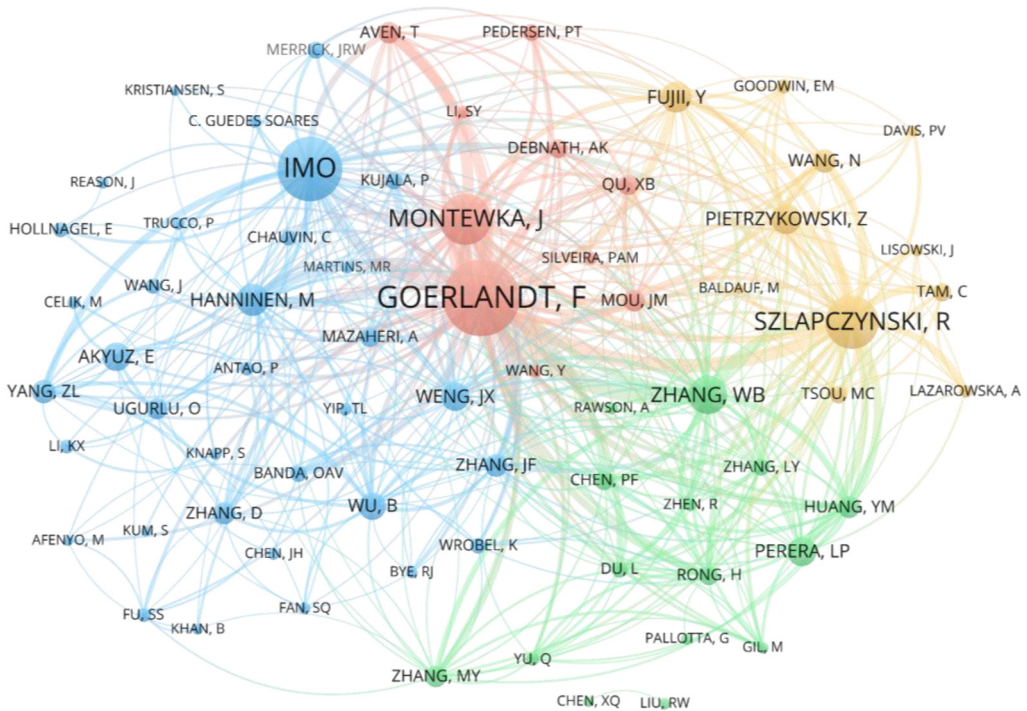 AVEN, T
PEDERSEN, PT
MERRICK, JRW
KRISTIANSEN, S
FUJII, Y
GOODWIN, EM
LI, SY
C. GUEDES SOARES
DAVIS, PV
DEBNATH, AK
IMO
WANG, N
REASON, J
KUJALA, P
QU, XB
HOLLNAGEL, E
TRUCCO, P
MONTEWKA, J
PIETRZYKOWSKI, Z
CHAUVIN, C
LISOWSKI, J
SILVEIRA, PAM
MARTINS, MR
WANG, J
BALDAUF, M
TAM, C
CELIK, M
HANNINEN, M
GOERLANDT, F
MOU, JM
SZLAPCZYNSKI, R
MAZAHERI, A
AKYUZ, E
ANTAO, P
WANG, Y
YANG, ZL
WENG, JX
ZHANG, WB
TSOU, MC
LAZAROWSKA, A
UGURLU, O
YIP, TL
RAWSON, A
LI, KX
KNAPP, S
BANDA, OAV
ZHANG, JF
ZHANG, LY
CHEN, PF
ZHANG, D
WU, B
ZHEN, R
HUANG, YM
AFENYO, M
KUM, S
CHEN, JH
WROBEL, K
PERERA, LP
BYE, RJ
DU, L
RONG, H
FU, SS
FAN, SQ
KHAN, B
PALLOTTA, G
GIL, M
ZHANG, MY
YU, Q
CHEN, XQ
LIU, RW